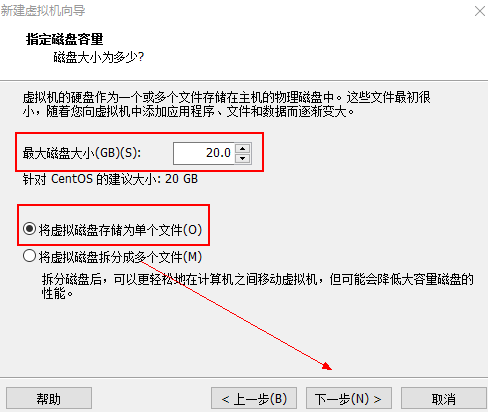 新建虚拟机向导
指定磁盘容量
磁盘大小为多少?
虚拟机的硬盘作为一个或多个文件存储在主机的物理磁盘中。这些文件最初很
小，随着您向虚拟机中添加应用程序、文件和数据而逐渐变大。
最大磁盘大小(GB)(S): 20.0
针对 CentOS 的建议大小: 20 GB
将虚拟磁盘存储为单个文件(O)
将虚拟磁盘拆分成多个文件(M)
拆分磁盘后，可以更轻松地在计算机之间移动虚拟机，但可能会降低大容量磁盘的
性能。
帮助 < 上一步(B) 下一步(N) > 取消